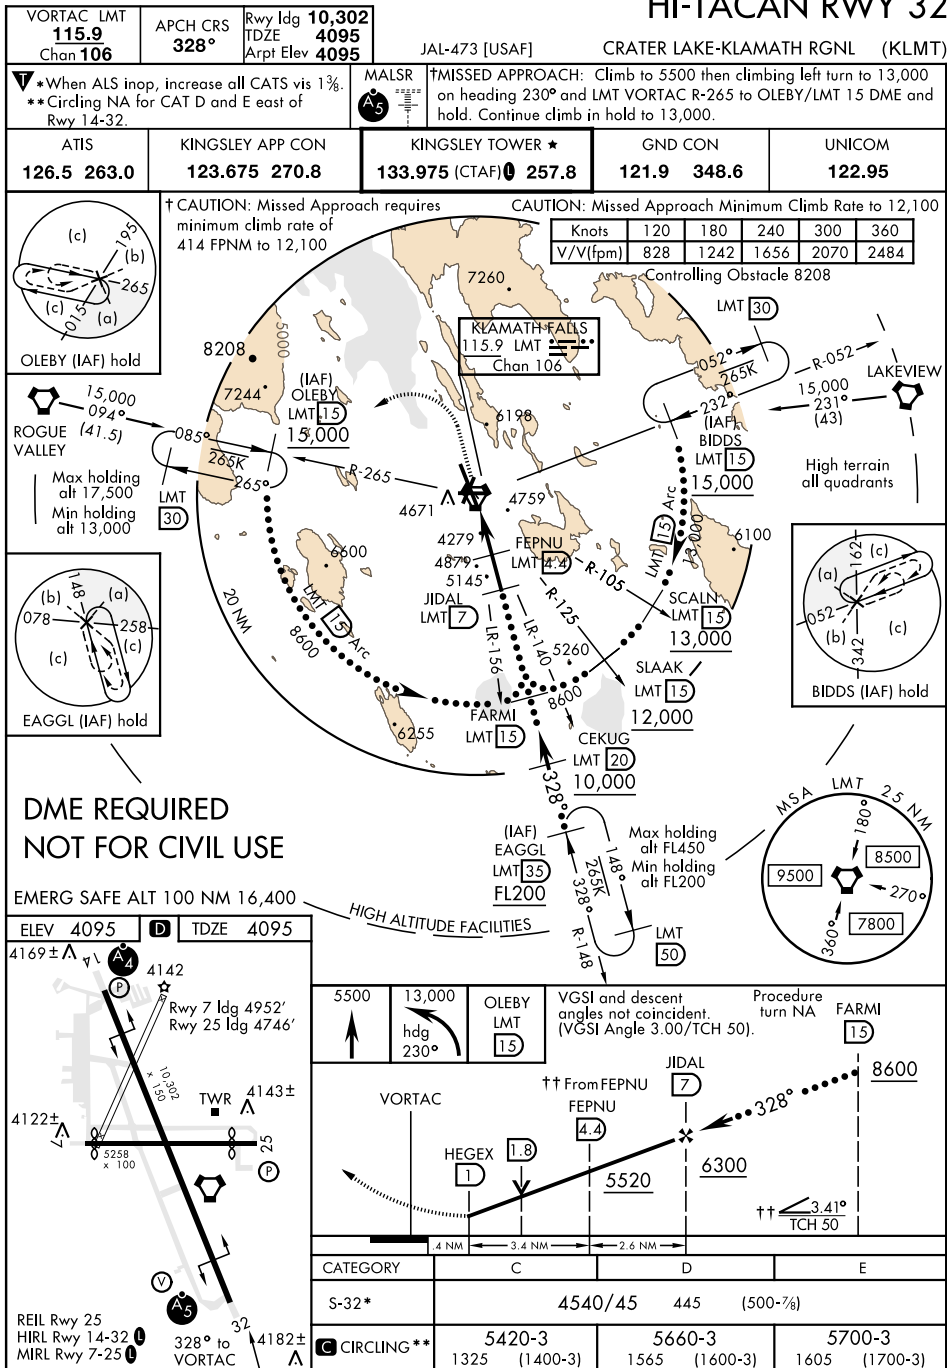 HI-TACAN RWY 32
VORTAC LMT
115.9
Chan 106
APCH CRS
328°
Rwy ldg 10,302
TDZE 4095
Arpt Elev 4095
JAL-473 [USAF]
CRATER LAKE-KLAMATH RGNL (KLMT)
T *When ALS inop, increase all CATS vis 1⅜.
**Circling NA for CAT D and E east of
Rwy 14-32.
MALSR
A5
†MISSED APPROACH: Climb to 5500 then climbing left turn to 13,000
on heading 230° and LMT VORTAC R-265 to OLEBY/LMT 15 DME and
hold. Continue climb in hold to 13,000.
ATIS
126.5 263.0
KINGSLEY APP CON
123.675 270.8
KINGSLEY TOWER ★
133.975 (CTAF) L 257.8
GND CON
121.9 348.6
UNICOM
122.95
† CAUTION: Missed Approach requires
minimum climb rate of
414 FPNM to 12,100
CAUTION: Missed Approach Minimum Climb Rate to 12,100
Knots 120 180 240 300 360
V/V(fpm) 828 1242 1656 2070 2484
Controlling Obstacle 8208
(c)
195
(b)
265
(c)
015
(a)
OLEBY (IAF) hold
7260
KLAMATH FALLS
115.9 LMT
Chan 106
LMT 30
052°
265K
R-052
232°
15,000
231°
(43)
LAKEVIEW
(IAF)
BIDDS
LMT 15
15,000
High terrain
all quadrants
5000
8208
7244
(IAF)
OLEBY
LMT 15
15,000
6198
15,000
094°
(41.5)
ROGUE
VALLEY
085°
265K
265°
R-265
Max holding
alt 17,500
Min holding
alt 13,000
LMT
30
4671
4759
4279
4879
5145
FEPNU
LMT 4.4
R-105
R-125
LMT 15 Arc
13,000
6100
SCALN
LMT 15
13,000
6600
JIDAL
LMT 7
LR-156
LR-140
20 NM
LMT 15 Arc
8600
5260
8600
SLAAK
LMT 15
12,000
FARMI
LMT 15
6255
CEKUG
LMT 20
10,000
148
(b)
(a)
078
258
(c)
(c)
EAGGL (IAF) hold
162
(c)
(a)
052
(b)
(c)
342
BIDDS (IAF) hold
328°
(IAF)
EAGGL
LMT 35
FL200
148°
265K
328°
R-148
Max holding
alt FL450
Min holding
alt FL200
LMT
50
MSA LMT 25 NM
180°
8500
9500
270°
7800
360°
DME REQUIRED
NOT FOR CIVIL USE
EMERG SAFE ALT 100 NM 16,400
HIGH ALTITUDE FACILITIES
ELEV 4095
D
TDZE 4095
4169±
14
A4
P
4142
Rwy 7 ldg 4952'
Rwy 25 ldg 4746'
10,302
x 150
TWR
4143±
4122±
7
5258
x 100
25
P
V
A5
32
4182±
328° to
VORTAC
REIL Rwy 25
HIRL Rwy 14-32 L
MIRL Rwy 7-25 L
5500
13,000
hdg
230°
OLEBY
LMT
15
VGSI and descent
angles not coincident.
(VGSI Angle 3.00/TCH 50).
Procedure
turn NA
FARMI
15
8600
JIDAL
7
328°
†† From FEPNU
FEPNU
4.4
VORTAC
HEGEX
1
1.8
5520
6300
†† 3.41°
TCH 50
.4 NM
3.4 NM
2.6 NM
CATEGORY C D E
S-32* 4540/45 445 (500-⅞)
C CIRCLING ** 5420-3 5660-3 5700-3
1325 (1400-3) 1565 (1600-3) 1605 (1700-3)